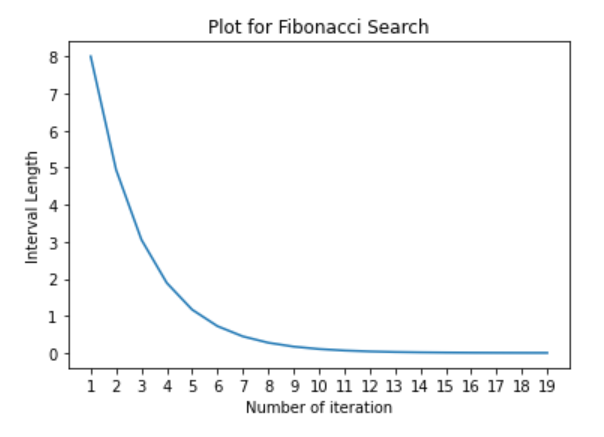 Plot for Fibonacci Search
8
7
6
5
4
3
2
1
0
Interval Length
1 2 3 4 5 6 7 8 9 10 11 12 13 14 15 16 17 18 19
Number of iteration